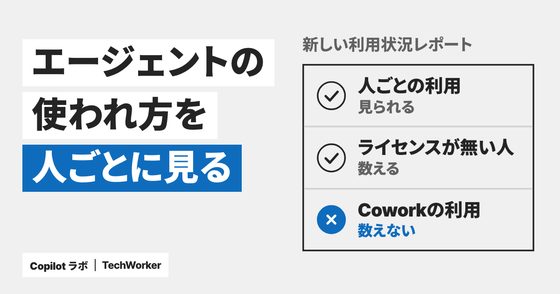 エージェントの
使われ方を
人ごとに見る
新しい利用状況レポート
人ごとの利用
見られる
ライセンスが無い人
数える
Coworkの利用
数えない
Copilot ラボ | TechWorker